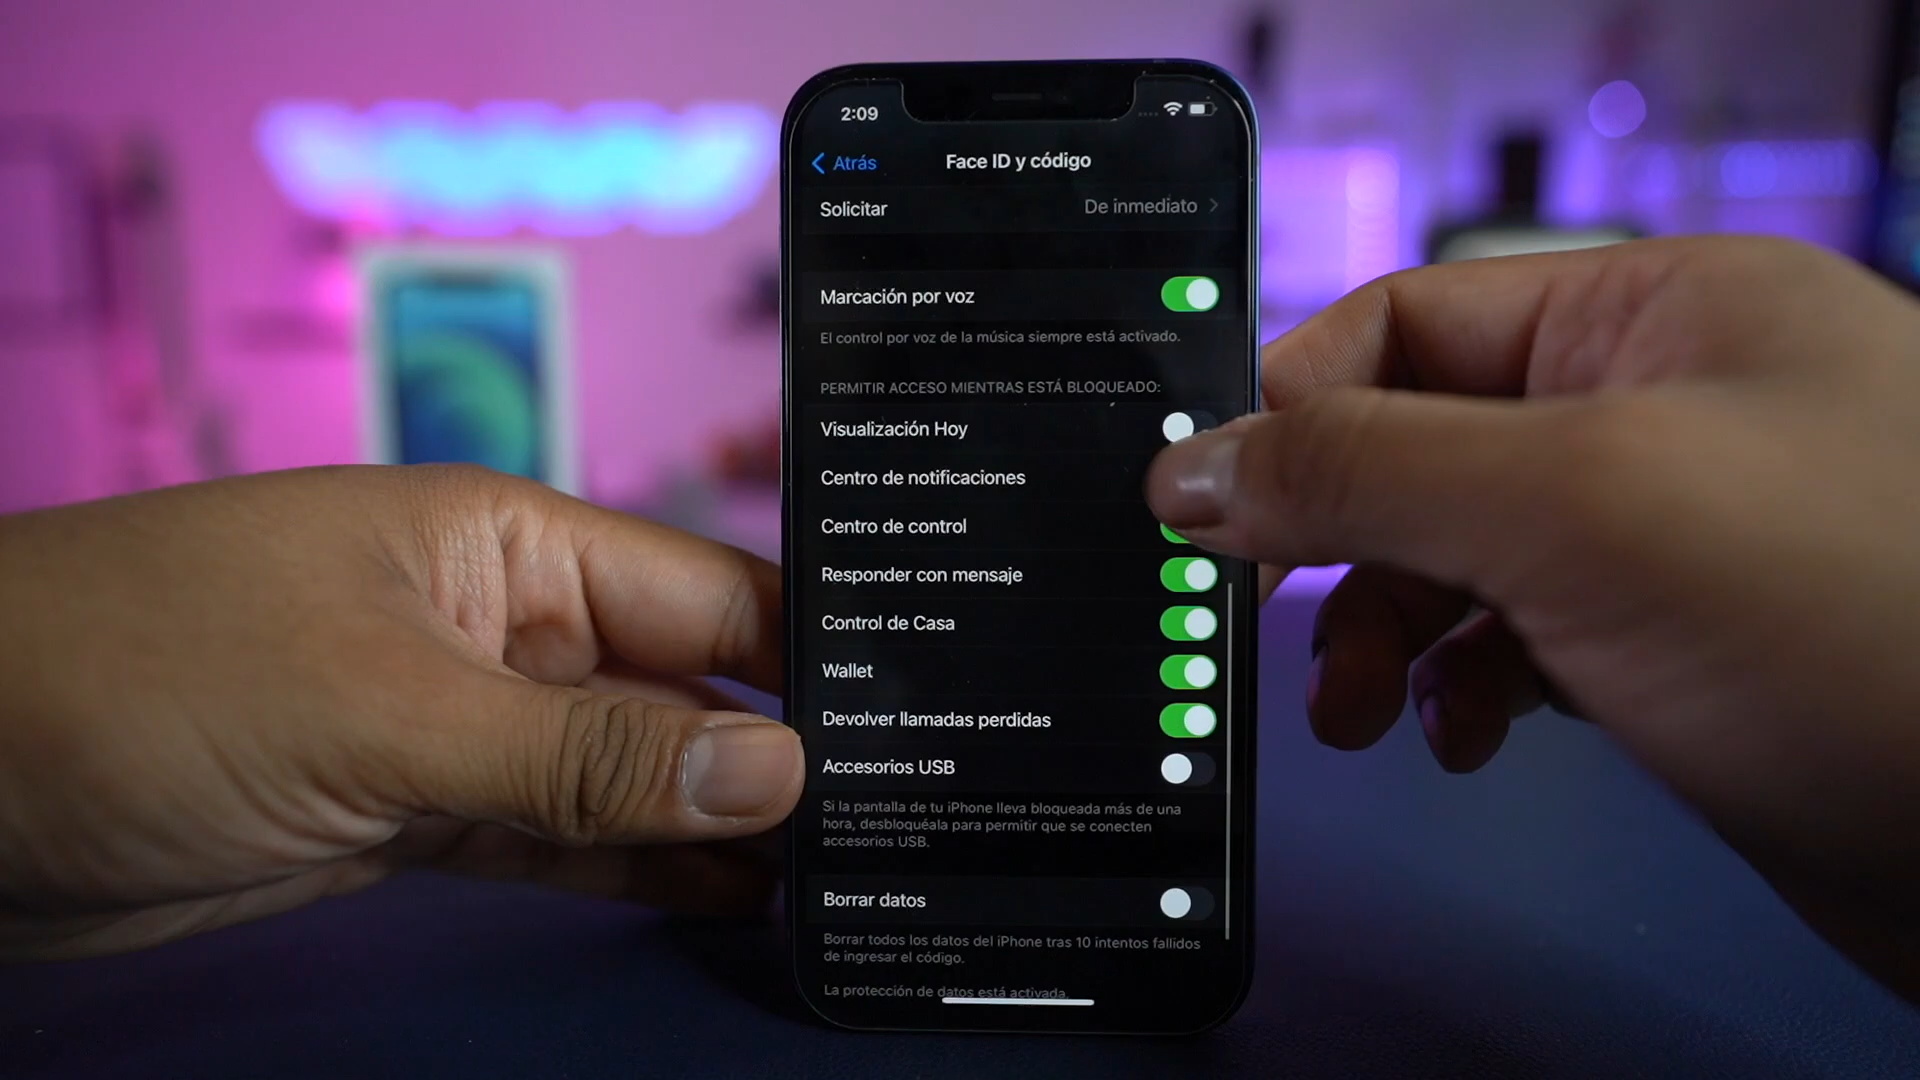 2:09
Atrás
Face ID y código
Solicitar
De inmediato
Marcación por voz
El control por voz de la música siempre está activado.
PERMITIR ACCESO MIENTRAS ESTÁ BLOQUEADO:
Visualización Hoy
Centro de notificaciones
Centro de control
Responder con mensaje
Control de Casa
Wallet
Devolver llamadas perdidas
Accesorios USB
Si la pantalla de tu iPhone lleva bloqueada más de una
hora, desbloquéala para permitir que se conecten
accesorios USB.
Borrar datos
Borrar todos los datos del iPhone tras 10 intentos fallidos
de ingresar el código.
La protección de datos está activada.